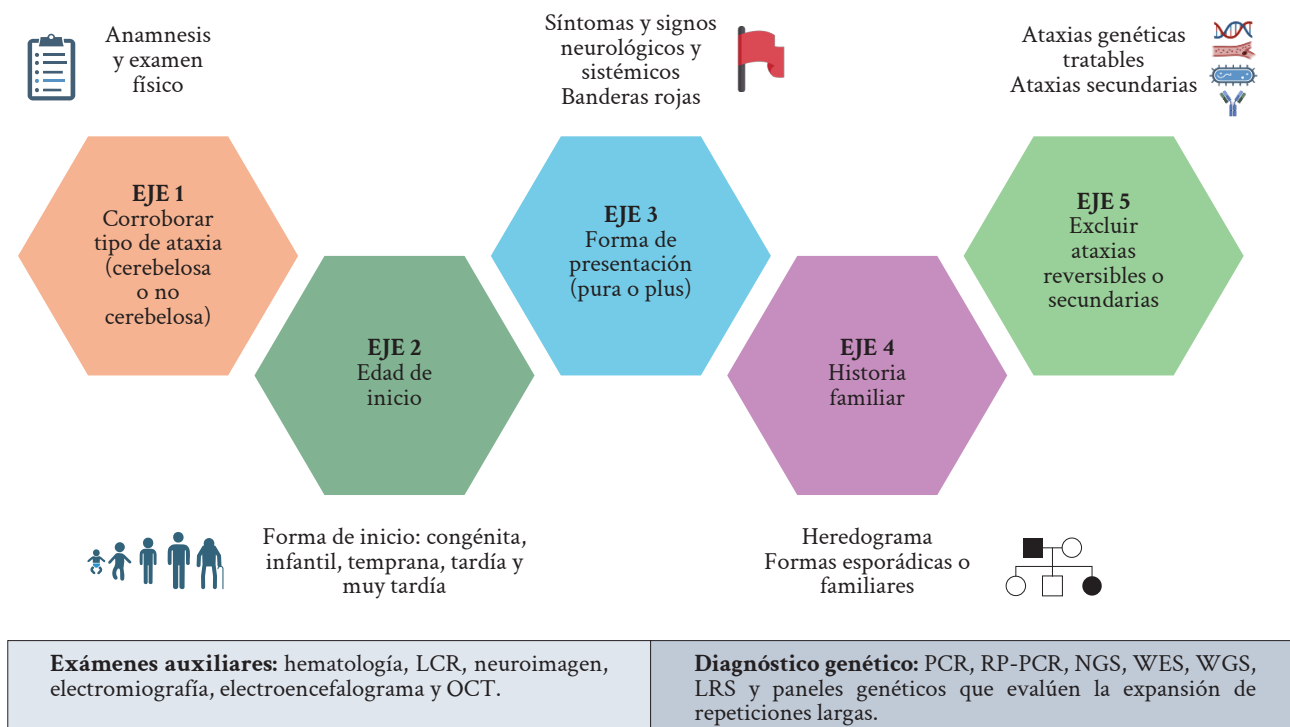 Anamnesis
y examen
físico
Síntomas y signos
neurológicos y
sistémicos
Banderas rojas
Ataxias genéticas
tratables
Ataxias secundarias
EJE 1
Corroborar
tipo de ataxia
(cerebelosa
o no
cerebelosa)
EJE 2
Edad de
inicio
EJE 3
Forma de
presentación
(pura o plus)
EJE 4
Historia
familiar
EJE 5
Excluir
ataxias
reversibles o
secundarias
Forma de inicio: congénita,
infantil, temprana, tardía y
muy tardía
Heredograma
Formas esporádicas o
familiares
Exámenes auxiliares: hematología, LCR, neuroimagen,
electromiografía, electroencefalograma y OCT.
Diagnóstico genético: PCR, RP-PCR, NGS, WES, WGS,
LRS y paneles genéticos que evalúen la expansión de
repeticiones largas.